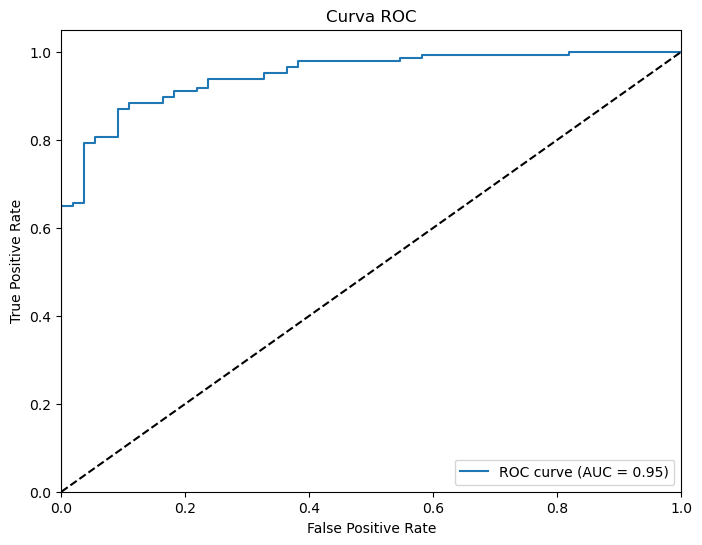 Curva ROC
True Positive Rate
1.0
0.8
0.6
0.4
0.2
0.0
0.0 0.2 0.4 0.6 0.8 1.0
False Positive Rate
ROC curve (AUC = 0.95)